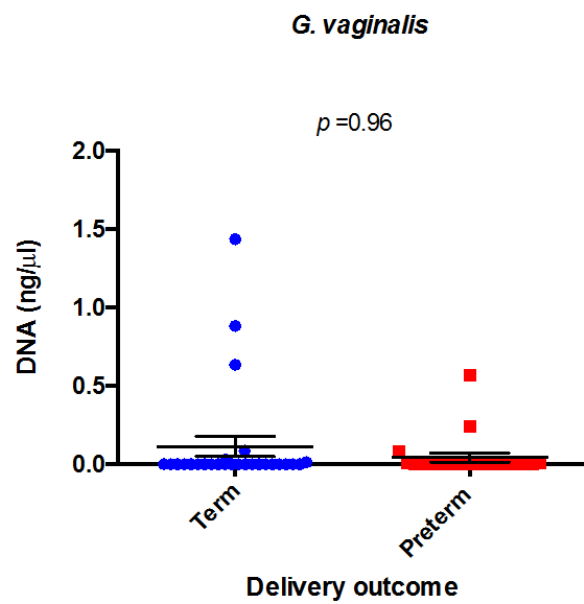 G. vaginalis
p =0.96
2.0
1.5
1.0
0.5
0.0
DNA (ng/μl)
Term
Preterm
Delivery outcome